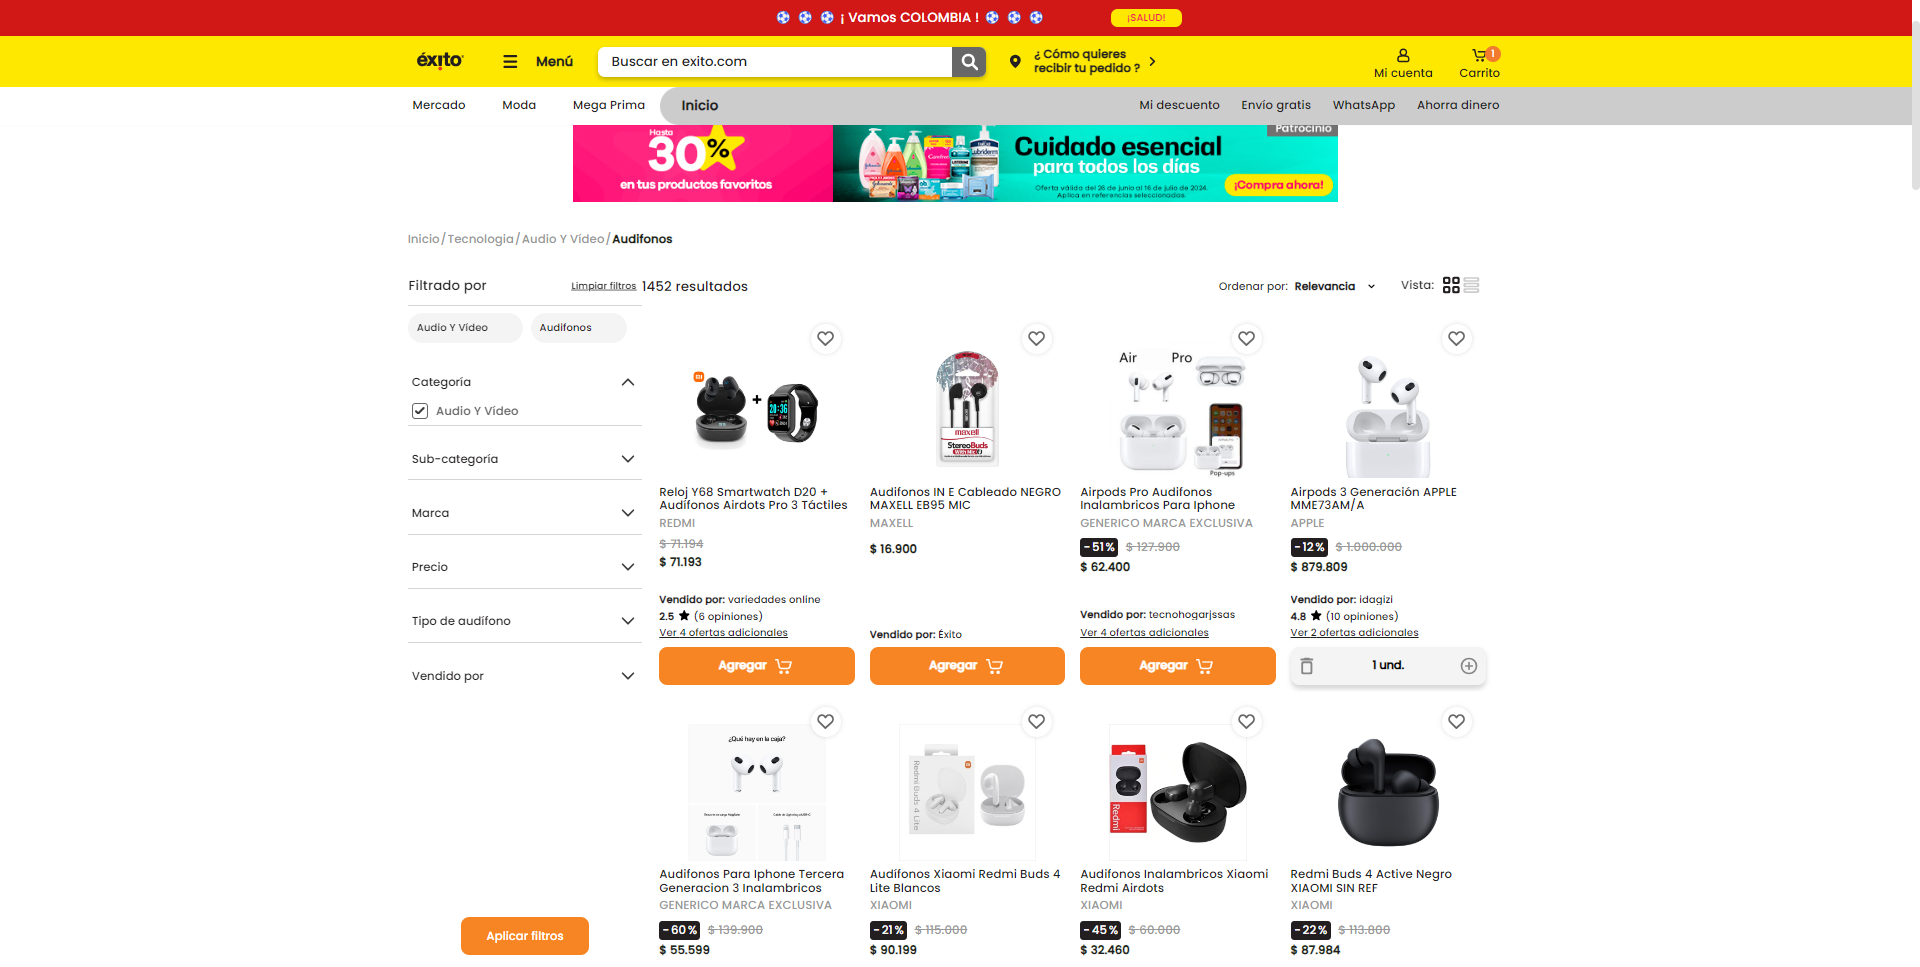 ¡ Vamos COLOMBIA !
¡SALUD!
éxito
Menú
Buscar en exito.com
¿ Cómo quieres
recibir tu pedido ?
Mi cuenta
1
Carrito
Mercado
Moda
Mega Prima
Inicio
Mi descuento
Envío gratis
WhatsApp
Ahorra dinero
Hasta
30%
en tus productos favoritos
Cuidado esencial
para todos los días
Oferta válida del 26 de junio al 16 de julio de 2024.
Aplica en referencias seleccionadas.
Patrocinio
¡Compra ahora!
Inicio/Tecnologia/Audio Y Vídeo/Audifonos
Filtrado por
Limpiar filtros
1452 resultados
Ordenar por: Relevancia
Vista:
Audio Y Vídeo
Audifonos
Categoría
Audio Y Vídeo
Sub-categoría
Marca
Precio
Tipo de audífono
Vendido por
Aplicar filtros
Reloj Y68 Smartwatch D20 +
Audífonos Airdots Pro 3 Táctiles
REDMI
$ 71.194
$ 71.193
Vendido por: variedades online
2.5 ★ (6 opiniones)
Ver 4 ofertas adicionales
Agregar
maxell
StereoBuds
Audifonos IN E Cableado NEGRO
MAXELL EB95 MIC
MAXELL
$ 16.900
Vendido por: Éxito
Agregar
Air
Pro
Pop-ups
Airpods Pro Audifonos
Inalambricos Para Iphone
GENERICO MARCA EXCLUSIVA
-51% $ 127.900
$ 62.400
Vendido por: tecnohogarjssas
Ver 4 ofertas adicionales
Agregar
Airpods 3 Generación APPLE
MME73AM/A
APPLE
-12% $ 1.000.000
$ 879.809
Vendido por: idagizi
4.8 ★ (10 opiniones)
Ver 2 ofertas adicionales
1 und.
¿Qué hay en la caja?
Audifonos Para Iphone Tercera
Generacion 3 Inalambricos
GENERICO MARCA EXCLUSIVA
-60% $ 139.900
$ 55.599
Redmi Buds 4 Lite
Audífonos Xiaomi Redmi Buds 4
Lite Blancos
XIAOMI
-21% $ 115.000
$ 90.199
Redmi
Audifonos Inalambricos Xiaomi
Redmi Airdots
XIAOMI
-45% $ 60.000
$ 32.460
Redmi Buds 4 Active Negro
XIAOMI SIN REF
XIAOMI
-22% $ 113.800
$ 87.984